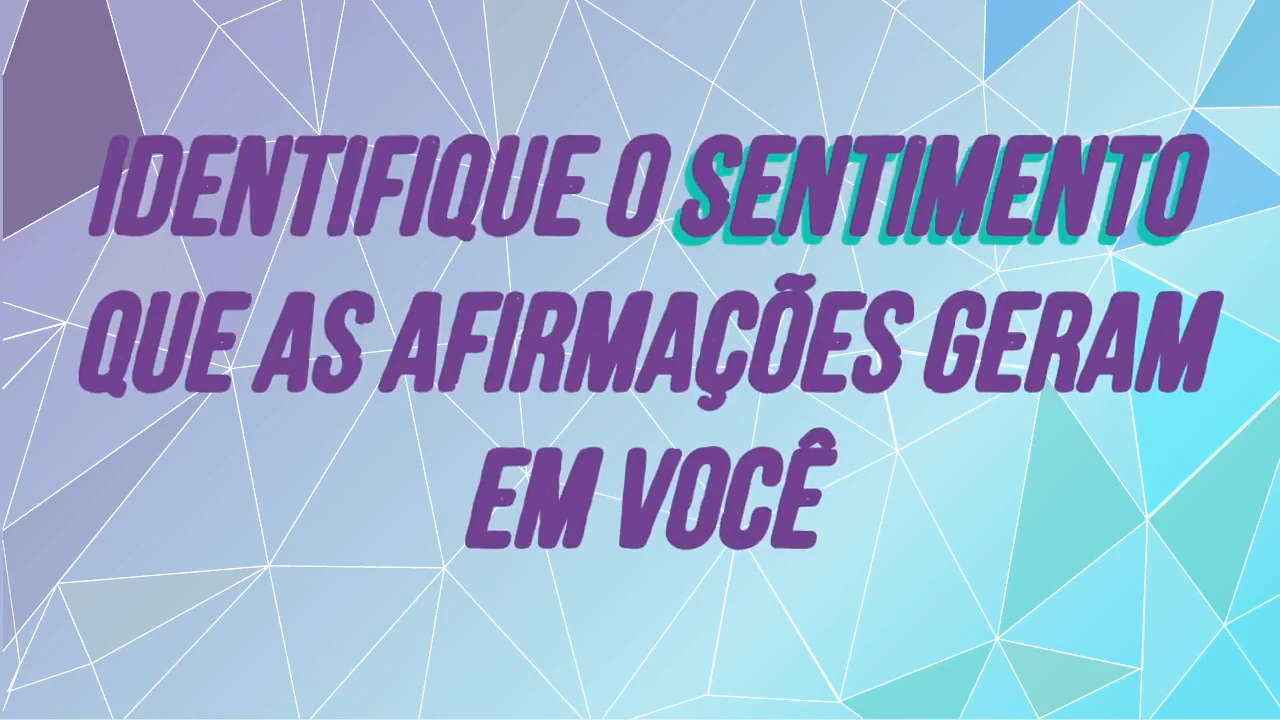 IDENTIFIQUE O SENTIMENTO
QUE AS AFIRMAÇÕES GERAM
EM VOCÊ